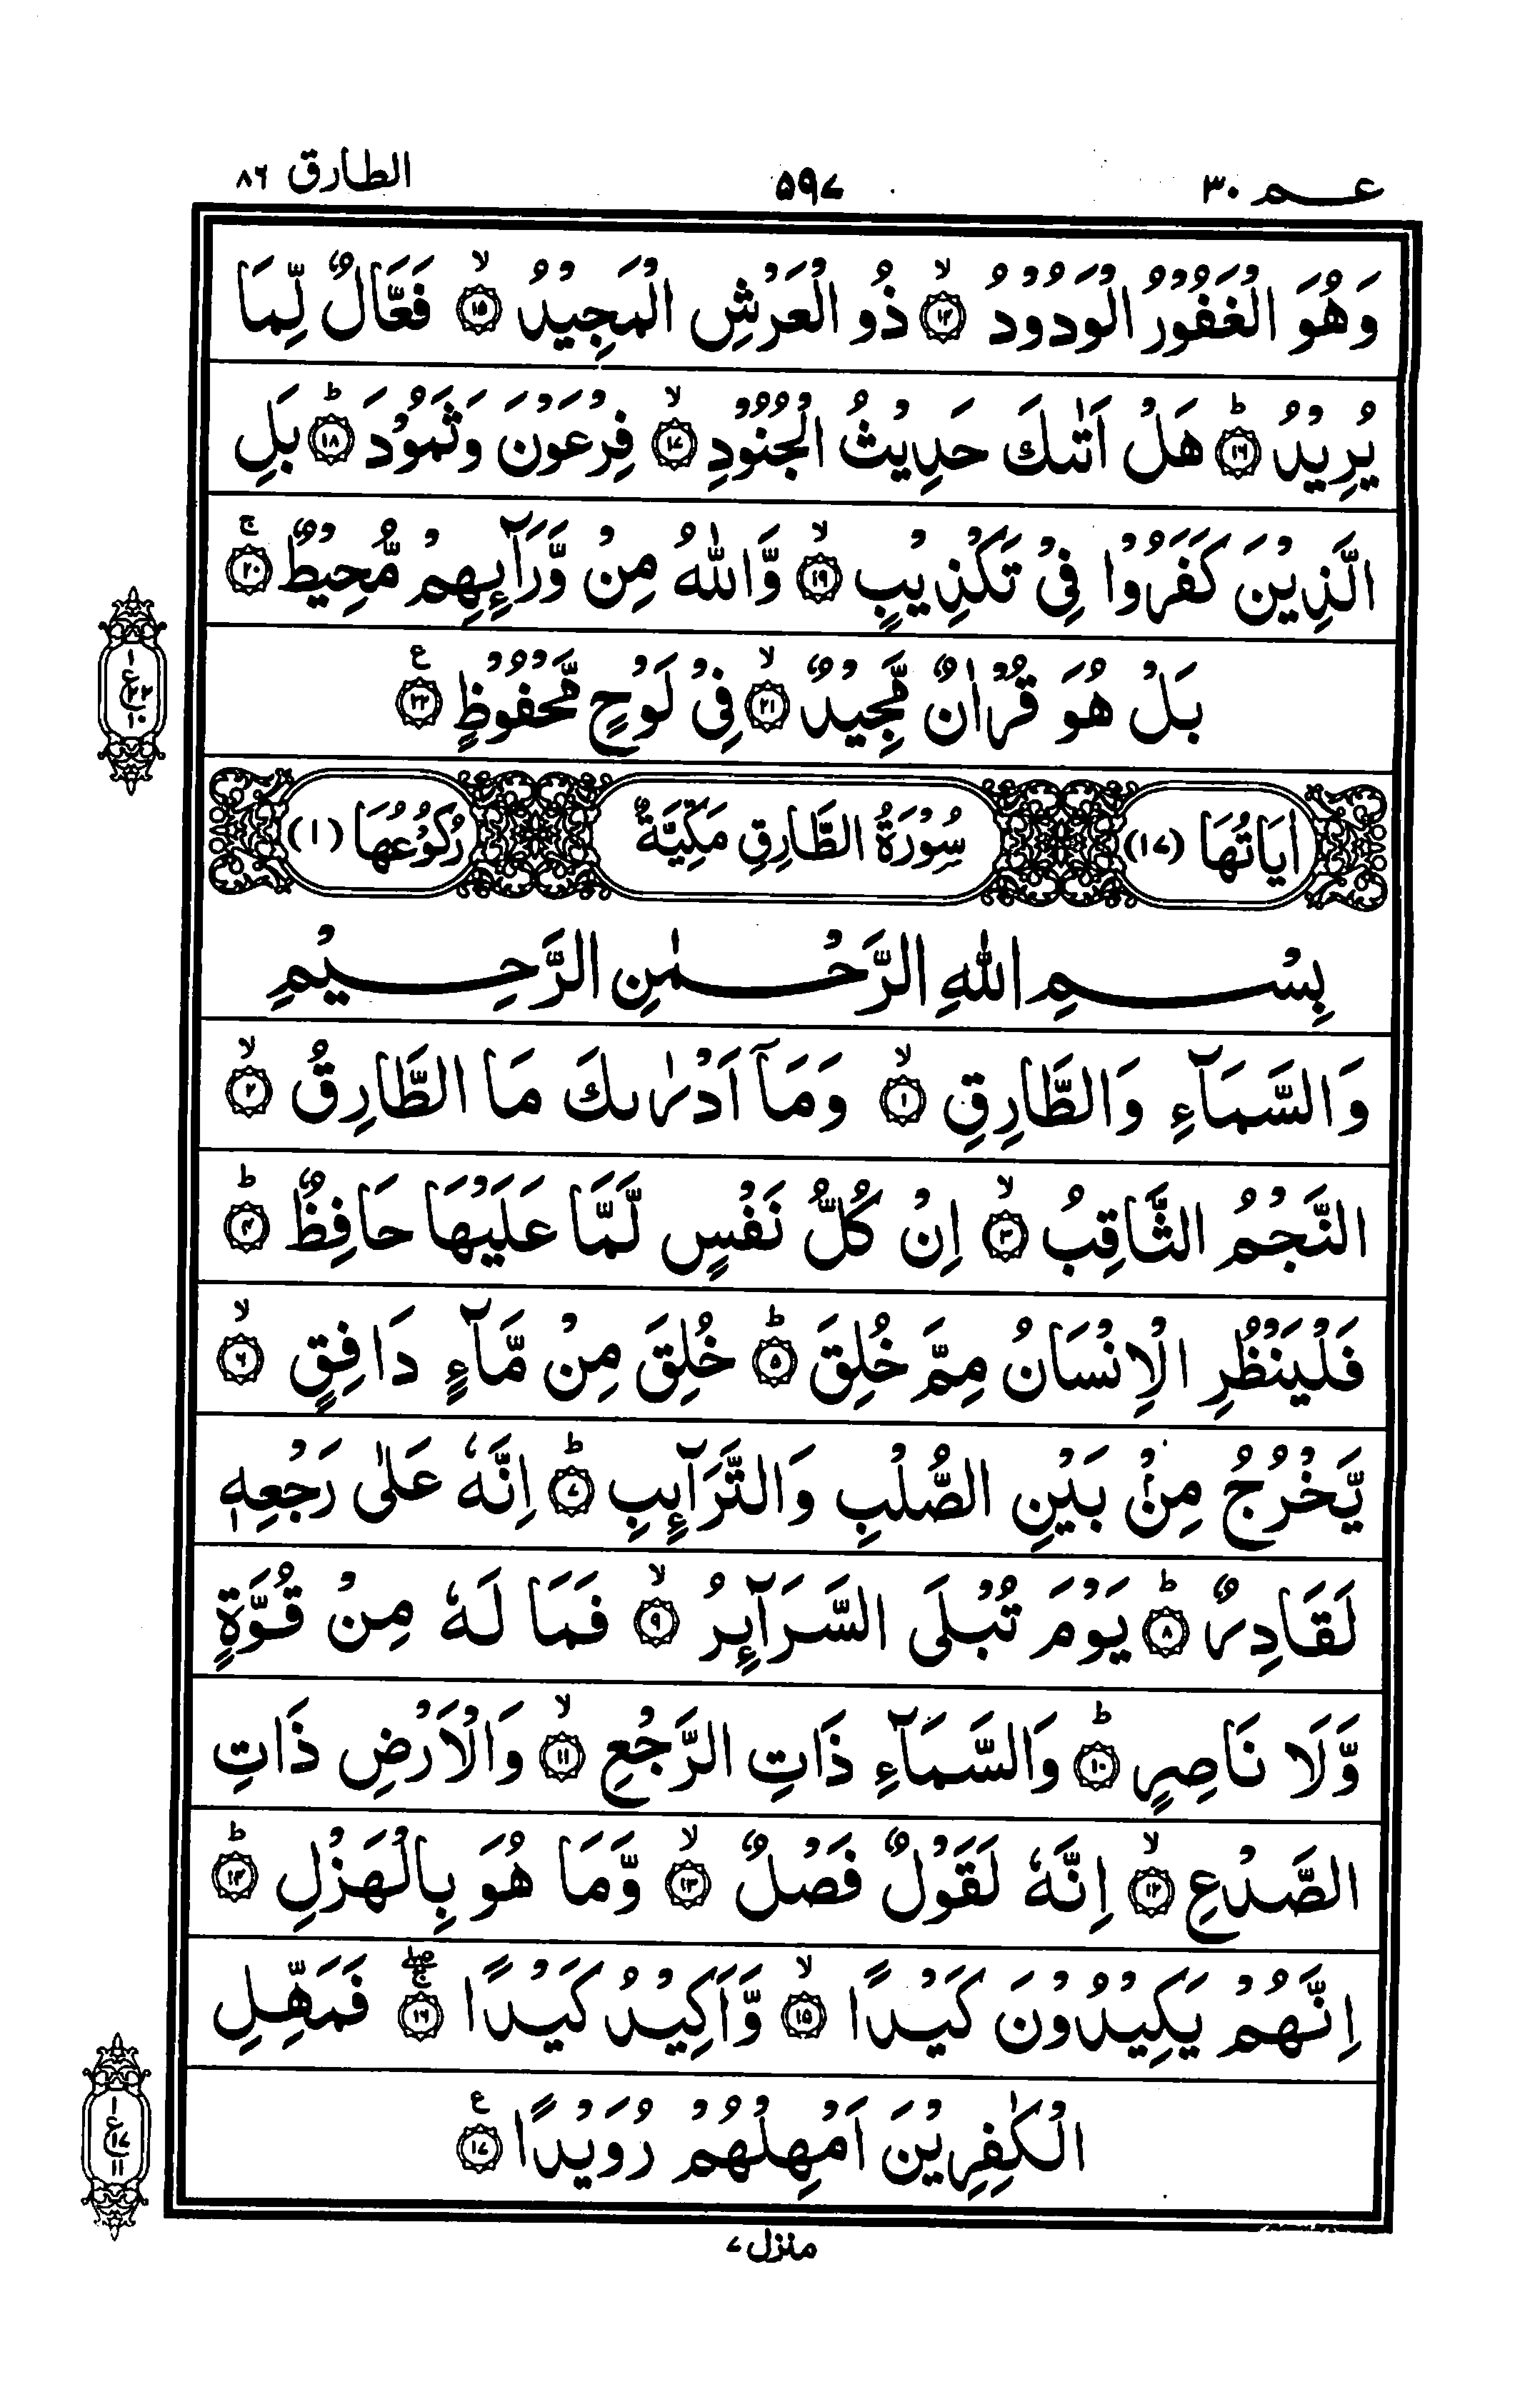 عـــم ٣٠
٥٩٧
الطارق ٨٦
وَهُوَ الْغَفُوْرُ الْوَدُوْدُ ۙ﴿١٤﴾ ذُو الْعَرْشِ الْمَجِيْدُ ۙ﴿١٥﴾ فَعَّالٌ لِّمَا
يُرِيْدُ ؕ﴿١٦﴾ هَلْ اَتٰىكَ حَدِيْثُ الْجُنُوْدِ ۙ﴿١٧﴾ فِرْعَوْنَ وَثَمُوْدَ ؕ﴿١٨﴾ بَلِ
الَّذِيْنَ كَفَرُوْا فِيْ تَكْذِيْبٍ ۙ﴿١٩﴾ وَّاللّٰهُ مِنْ وَّرَآئِهِمْ مُّحِيْطٌ ۚ﴿٢٠﴾
بَلْ هُوَ قُرْاٰنٌ مَّجِيْدٌ ۙ﴿٢١﴾ فِيْ لَوْحٍ مَّحْفُوْظٍ ﴿٢٢﴾ ع
١
ع
٢٢
١٠
اٰيَاتُهَا (١٧)
سُوْرَةُ الطَّارِقِ مَكِّيَّةٌ
رُكُوْعُهَا (١)
بِسْـــمِ اللّٰهِ الرَّحْـــمٰنِ الرَّحِـــيْمِ
وَالسَّمَآءِ وَالطَّارِقِ ۙ﴿١﴾ وَمَآ اَدْرٰىكَ مَا الطَّارِقُ ۙ﴿٢﴾
النَّجْمُ الثَّاقِبُ ۙ﴿٣﴾ اِنْ كُلُّ نَفْسٍ لَّمَّا عَلَيْهَا حَافِظٌ ؕ﴿٤﴾
فَلْيَنْظُرِ الْاِنْسَانُ مِمَّ خُلِقَ ؕ﴿٥﴾ خُلِقَ مِنْ مَّآءٍ دَافِقٍ ۙ﴿٦﴾
يَّخْرُجُ مِنْۢ بَيْنِ الصُّلْبِ وَالتَّرَآئِبِ ؕ﴿٧﴾ اِنَّهٗ عَلٰى رَجْعِهٖ
لَقَادِرٌ ؕ﴿٨﴾ يَوْمَ تُبْلَى السَّرَآئِرُ ۙ﴿٩﴾ فَمَا لَهٗ مِنْ قُوَّةٍ
وَّلَا نَاصِرٍ ؕ﴿١٠﴾ وَالسَّمَآءِ ذَاتِ الرَّجْعِ ۙ﴿١١﴾ وَالْاَرْضِ ذَاتِ
الصَّدْعِ ۙ﴿١٢﴾ اِنَّهٗ لَقَوْلٌ فَصْلٌ ۙ﴿١٣﴾ وَّمَا هُوَ بِالْهَزْلِ ؕ﴿١٤﴾
اِنَّهُمْ يَكِيْدُوْنَ كَيْدًا ۙ﴿١٥﴾ وَّاَكِيْدُ كَيْدًا ۚۖ﴿١٦﴾ فَمَهِّلِ
الْكٰفِرِيْنَ اَمْهِلْهُمْ رُوَيْدًا ﴿١٧﴾ ع
١
ع
١٧
١١
منزل ٧